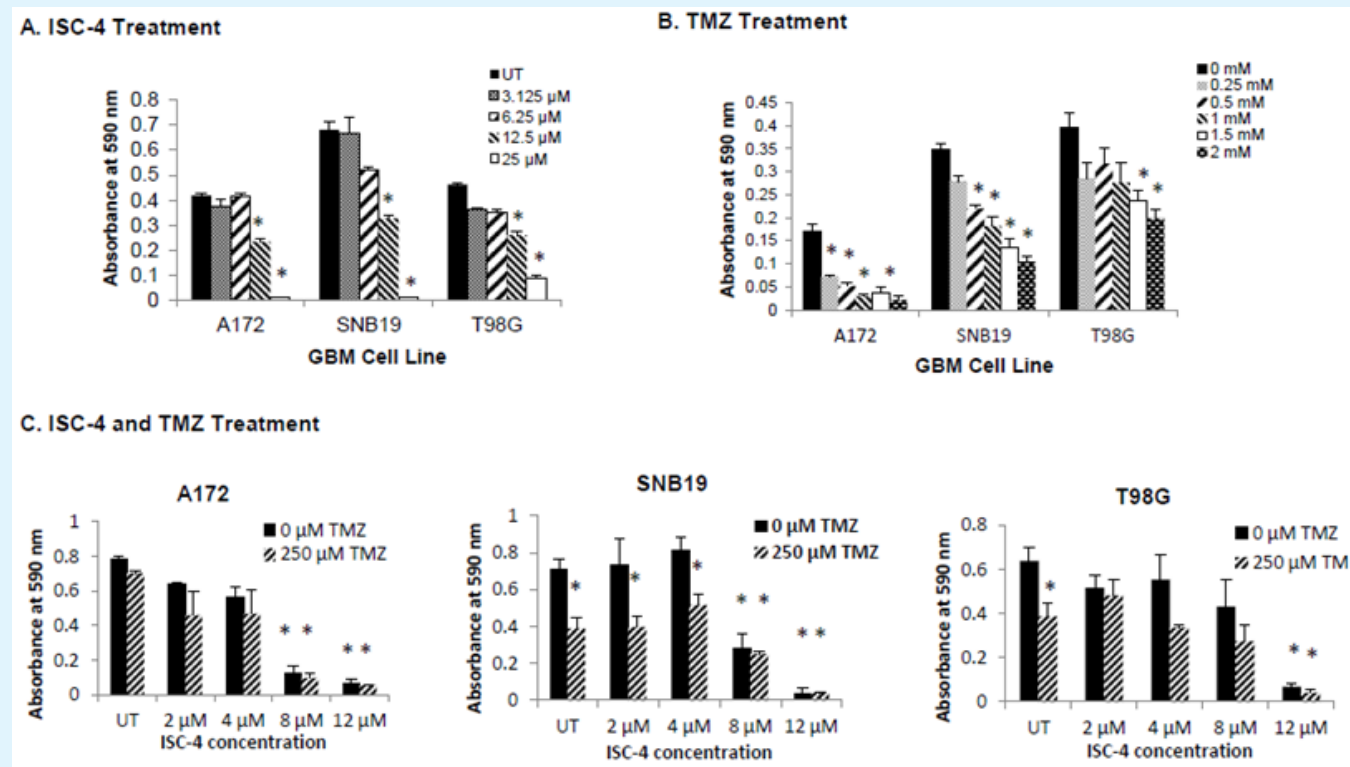 A. ISC-4 Treatment
B. TMZ Treatment
UT
3.125 µM
6.25 µM
12.5 µM
25 µM
0 mM
0.25 mM
0.5 mM
1 mM
1.5 mM
2 mM
Absorbance at 590 nm
0.8
0.7
0.6
0.5
0.4
0.3
0.2
0.1
0
* * * * * *
A172 SNB19 T98G
GBM Cell Line
Absorbance at 590 nm
0.45
0.4
0.35
0.3
0.25
0.2
0.15
0.1
0.05
0
* * * * * * * * * *
A172 SNB19 T98G
GBM Cell Line
C. ISC-4 and TMZ Treatment
A172
0 µM TMZ
250 µM TMZ
Absorbance at 590 nm
1
0.8
0.6
0.4
0.2
0
* * * *
UT 2 µM 4 µM 8 µM 12 µM
ISC-4 concentration
SNB19
0 µM TMZ
250 µM TMZ
Absorbance at 590 nm
1
0.8
0.6
0.4
0.2
0
* * * * * * *
UT 2 µM 4 µM 8 µM 12 µM
ISC-4 concentration
T98G
0 µM TMZ
250 µM TM
Absorbance at 590 nm
0.8
0.6
0.4
0.2
0
* * *
UT 2 µM 4 µM 8 µM 12 µM
ISC-4 concentration